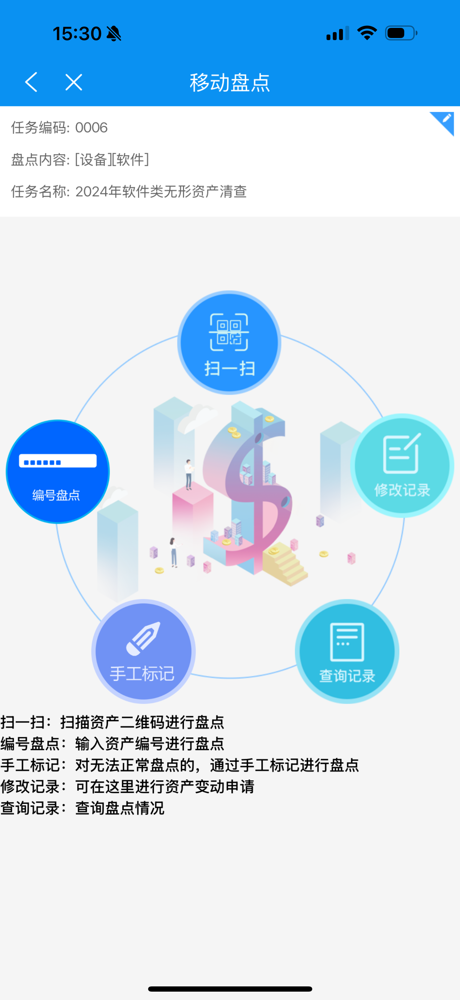 15:30
移动盘点
任务编码: 0006
盘点内容: [设备][软件]
任务名称: 2024年软件类无形资产清查
扫一扫
编号盘点
修改记录
手工标记
查询记录
扫一扫：扫描资产二维码进行盘点
编号盘点：输入资产编号进行盘点
手工标记：对无法正常盘点的，通过手工标记进行盘点
修改记录：可在这里进行资产变动申请
查询记录：查询盘点情况